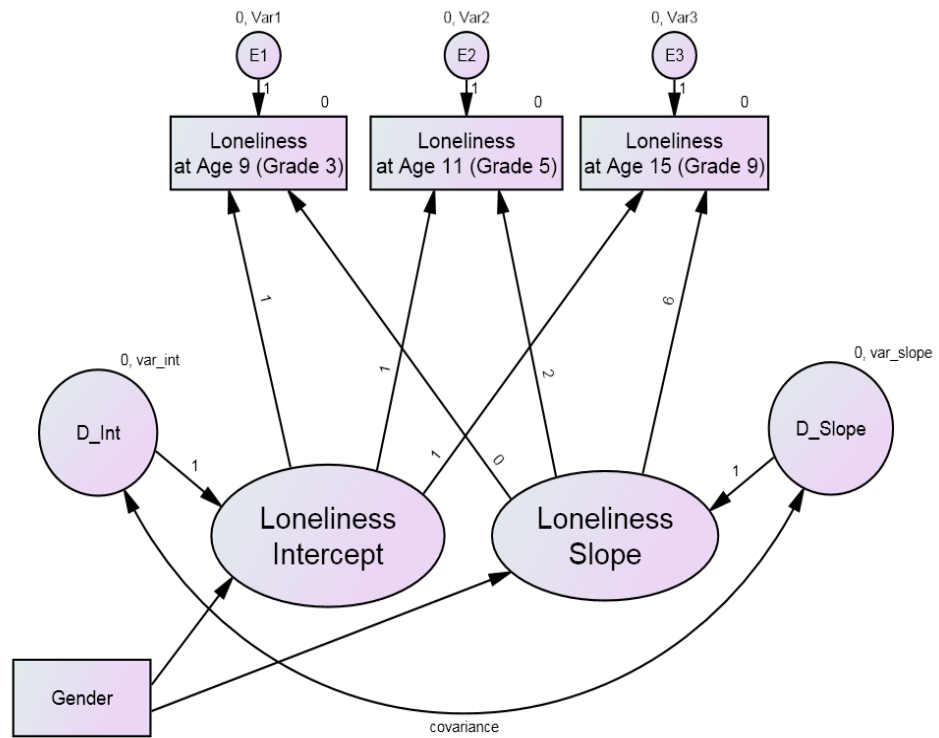 0, Var1
0, Var2
0, Var3
E1
E2
E3
1
1
1
0
0
0
Loneliness
at Age 9 (Grade 3)
Loneliness
at Age 11 (Grade 5)
Loneliness
at Age 15 (Grade 9)
1
1
1
0
2
6
0, var_int
0, var_slope
D_Int
D_Slope
1
1
Loneliness
Intercept
Loneliness
Slope
Gender
covariance